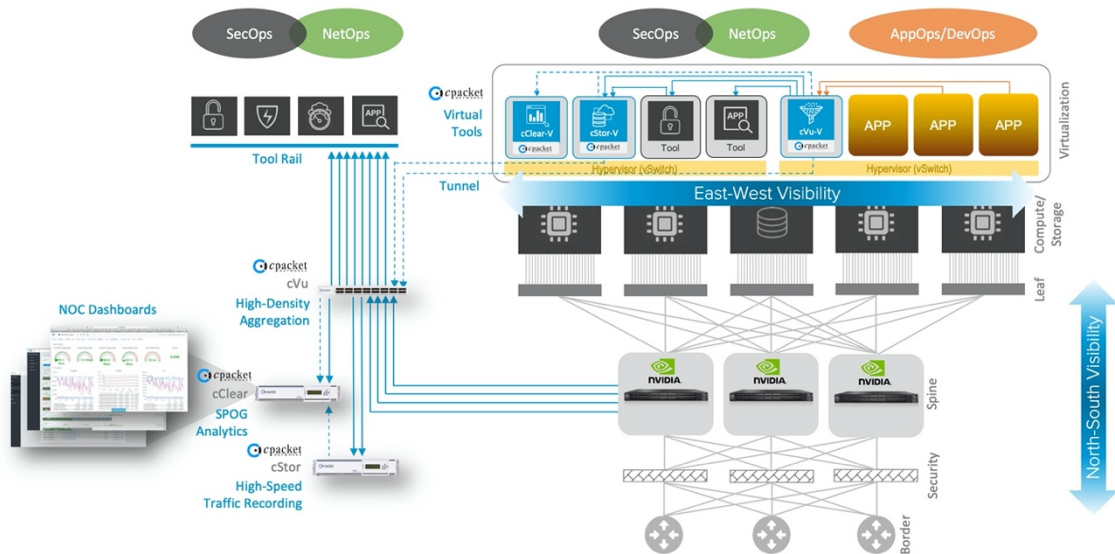 SecOps
NetOps
SecOps
NetOps
AppOps/DevOps
cpacket
Virtual
Tools
cClear-V
cpacket
cStor-V
cpacket
Tool
Tool
cVu-V
cpacket
APP
APP
APP
APP
APP
Hypervisor (vSwitch)
Hypervisor (vSwitch)
Virtualization
Tool Rail
Tunnel
East-West Visibility
Compute/
Storage
Leaf
cpacket
cVu
High-Density
Aggregation
NOC Dashboards
cpacket
cClear
SPOG
Analytics
cpacket
cStor
High-Speed
Traffic Recording
NVIDIA
NVIDIA
NVIDIA
Spine
Security
Border
North-South Visibility